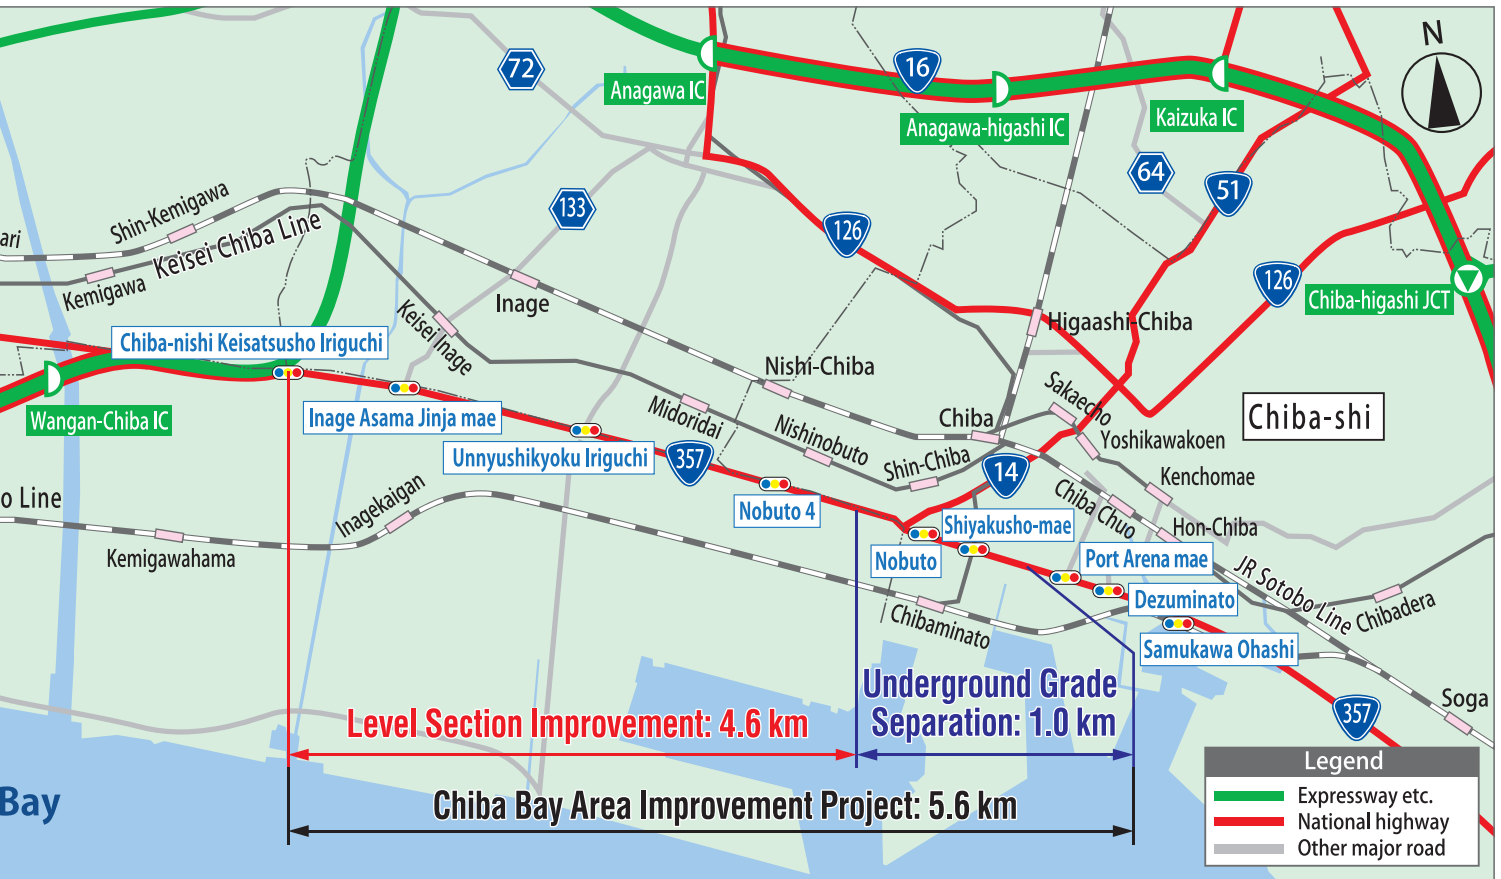 N
72
Anagawa IC
16
Anagawa-higashi IC
Kaizuka IC
64
51
133
126
126
Chiba-higashi JCT
Shin-Kemigawa
ari
Keisei Chiba Line
Kemigawa
Inage
Keisei Inage
Higaashi-Chiba
Chiba-nishi Keisatsusho Iriguchi
Wangan-Chiba IC
Nishi-Chiba
Inage Asama Jinja mae
Midoridai
Nishinobuto
Chiba
Sakaecho
Chiba-shi
Yoshikawakoen
Unnyushikyoku Iriguchi
357
Shin-Chiba
14
Kenchomae
o Line
Inagekaigan
Nobuto 4
Chiba Chuo
Shiyakusho-mae
Hon-Chiba
Kemigawahama
Nobuto
Port Arena mae
JR Sotobo Line
Dezuminato
Chibadera
Chibaminato
Samukawa Ohashi
Underground Grade
Separation: 1.0 km
Level Section Improvement: 4.6 km
Soga
357
Bay
Chiba Bay Area Improvement Project: 5.6 km
Legend
Expressway etc.
National highway
Other major road